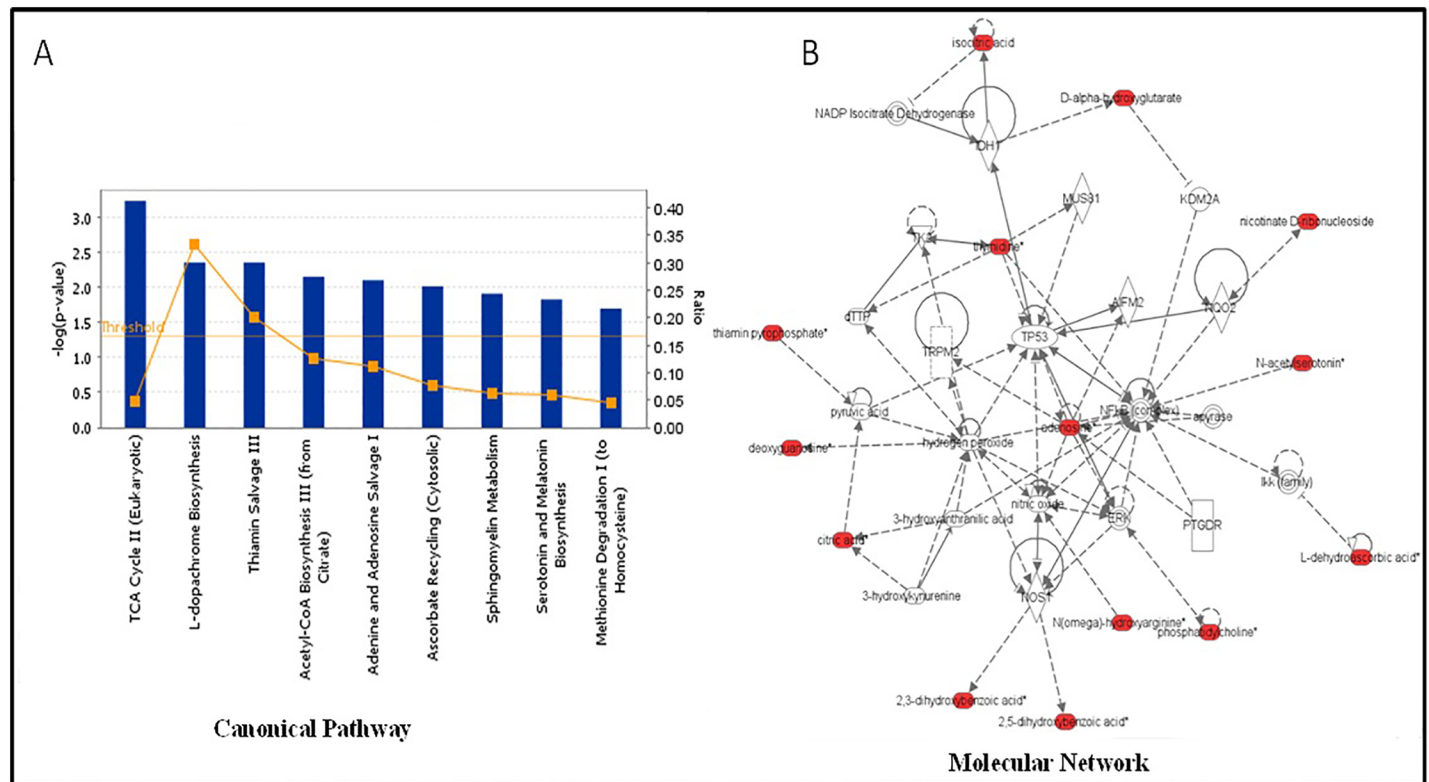 A
B
3.0
2.5
2.0
1.5
1.0
0.5
0.0
-log(p-value)
Threshold
0.40
0.35
0.30
0.25
0.20
0.15
0.10
0.05
0.00
Ratio
TCA Cycle II (Eukaryotic)
L-dopachrome Biosynthesis
Thiamin Salvage III
Acetyl-CoA Biosynthesis III (from
Citrate)
Adenine and Adenosine Salvage I
Ascorbate Recycling (Cytosolic)
Sphingomyelin Metabolism
Serotonin and Melatonin
Biosynthesis
Methionine Degradation I (to
Homocysteine)
Canonical Pathway
isocitric acid
D-alpha-hydroxyglutarate
NADP Isocitrate Dehydrogenase
IDH1
MUS81
KDM2A
nicotinate D-ribonucleoside
thymidine*
AIFM2
NQO2
dTTP
thiamin pyrophosphate*
TP53
TRPM2
N-acetylserotonin*
pyruvic acid
NFkB (complex)
apyrase
adenosine*
deoxyguanosine*
hydrogen peroxide
Ikk (family)
nitric oxide
3-hydroxyanthranilic acid
ERK
PTGDR
citric acid*
L-dehydroascorbic acid*
3-hydroxykynurenine
NOS1
N(omega)-hydroxyarginine*
phosphatidylcholine*
2,3-dihydroxybenzoic acid*
2,5-dihydroxybenzoic acid*
Molecular Network